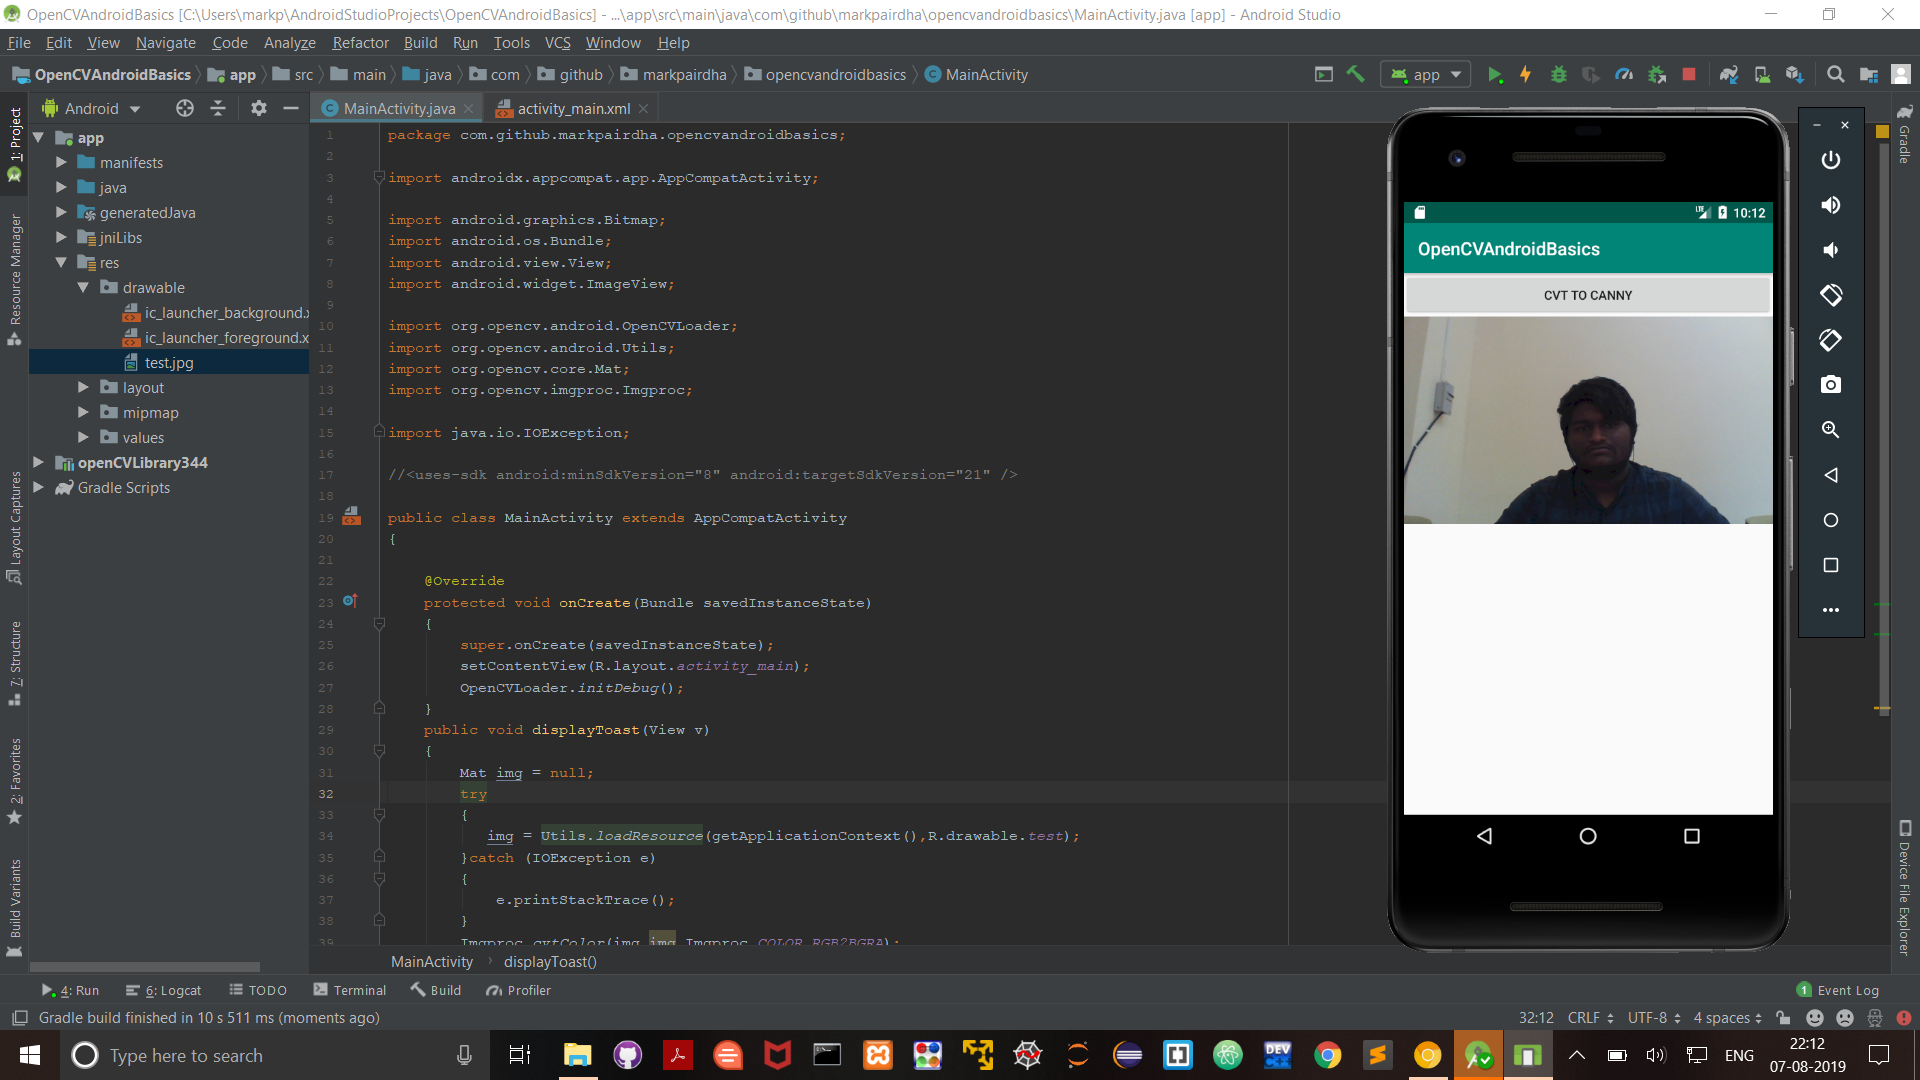 OpenCVAndroidBasics [C:\Users\markp\AndroidStudioProjects\OpenCVAndroidBasics] - ...\app\src\main\java\com\github\markpairdha\opencvandroidbasics\MainActivity.java [app] - Android Studio
File Edit View Navigate Code Analyze Refactor Build Run Tools VCS Window Help
OpenCVAndroidBasics app src main java com github markpairdha opencvandroidbasics MainActivity
app
Android
MainActivity.java
activity_main.xml
1: Project
Resource Manager
Layout Captures
7: Structure
2: Favorites
Build Variants
app
manifests
java
generatedJava
jniLibs
res
drawable
ic_launcher_background.x
ic_launcher_foreground.x
test.jpg
layout
mipmap
values
openCVLibrary344
Gradle Scripts
1 package com.github.markpairdha.opencvandroidbasics;
2
3 import androidx.appcompat.app.AppCompatActivity;
4
5 import android.graphics.Bitmap;
6 import android.os.Bundle;
7 import android.view.View;
8 import android.widget.ImageView;
9
10 import org.opencv.android.OpenCVLoader;
11 import org.opencv.android.Utils;
12 import org.opencv.core.Mat;
13 import org.opencv.imgproc.Imgproc;
14
15 import java.io.IOException;
16
17 //<uses-sdk android:minSdkVersion="8" android:targetSdkVersion="21" />
18
19 public class MainActivity extends AppCompatActivity
20 {
21
22 @Override
23 protected void onCreate(Bundle savedInstanceState)
24 {
25 super.onCreate(savedInstanceState);
26 setContentView(R.layout.activity_main);
27 OpenCVLoader.initDebug();
28 }
29 public void displayToast(View v)
30 {
31 Mat img = null;
32 try
33 {
34 img = Utils.loadResource(getApplicationContext(),R.drawable.test);
35 }catch (IOException e)
36 {
37 e.printStackTrace();
38 }
39 Imgproc.cvtColor(img,img,Imgproc.COLOR_RGB2BGRA);
MainActivity displayToast()
LTE 10:12
OpenCVAndroidBasics
CVT TO CANNY
Gradle
Device File Explorer
4: Run 6: Logcat TODO Terminal Build Profiler
1 Event Log
Gradle build finished in 10 s 511 ms (moments ago)
32:12 CRLF UTF-8 4 spaces
Type here to search
DEV C++
ENG
22:12
07-08-2019